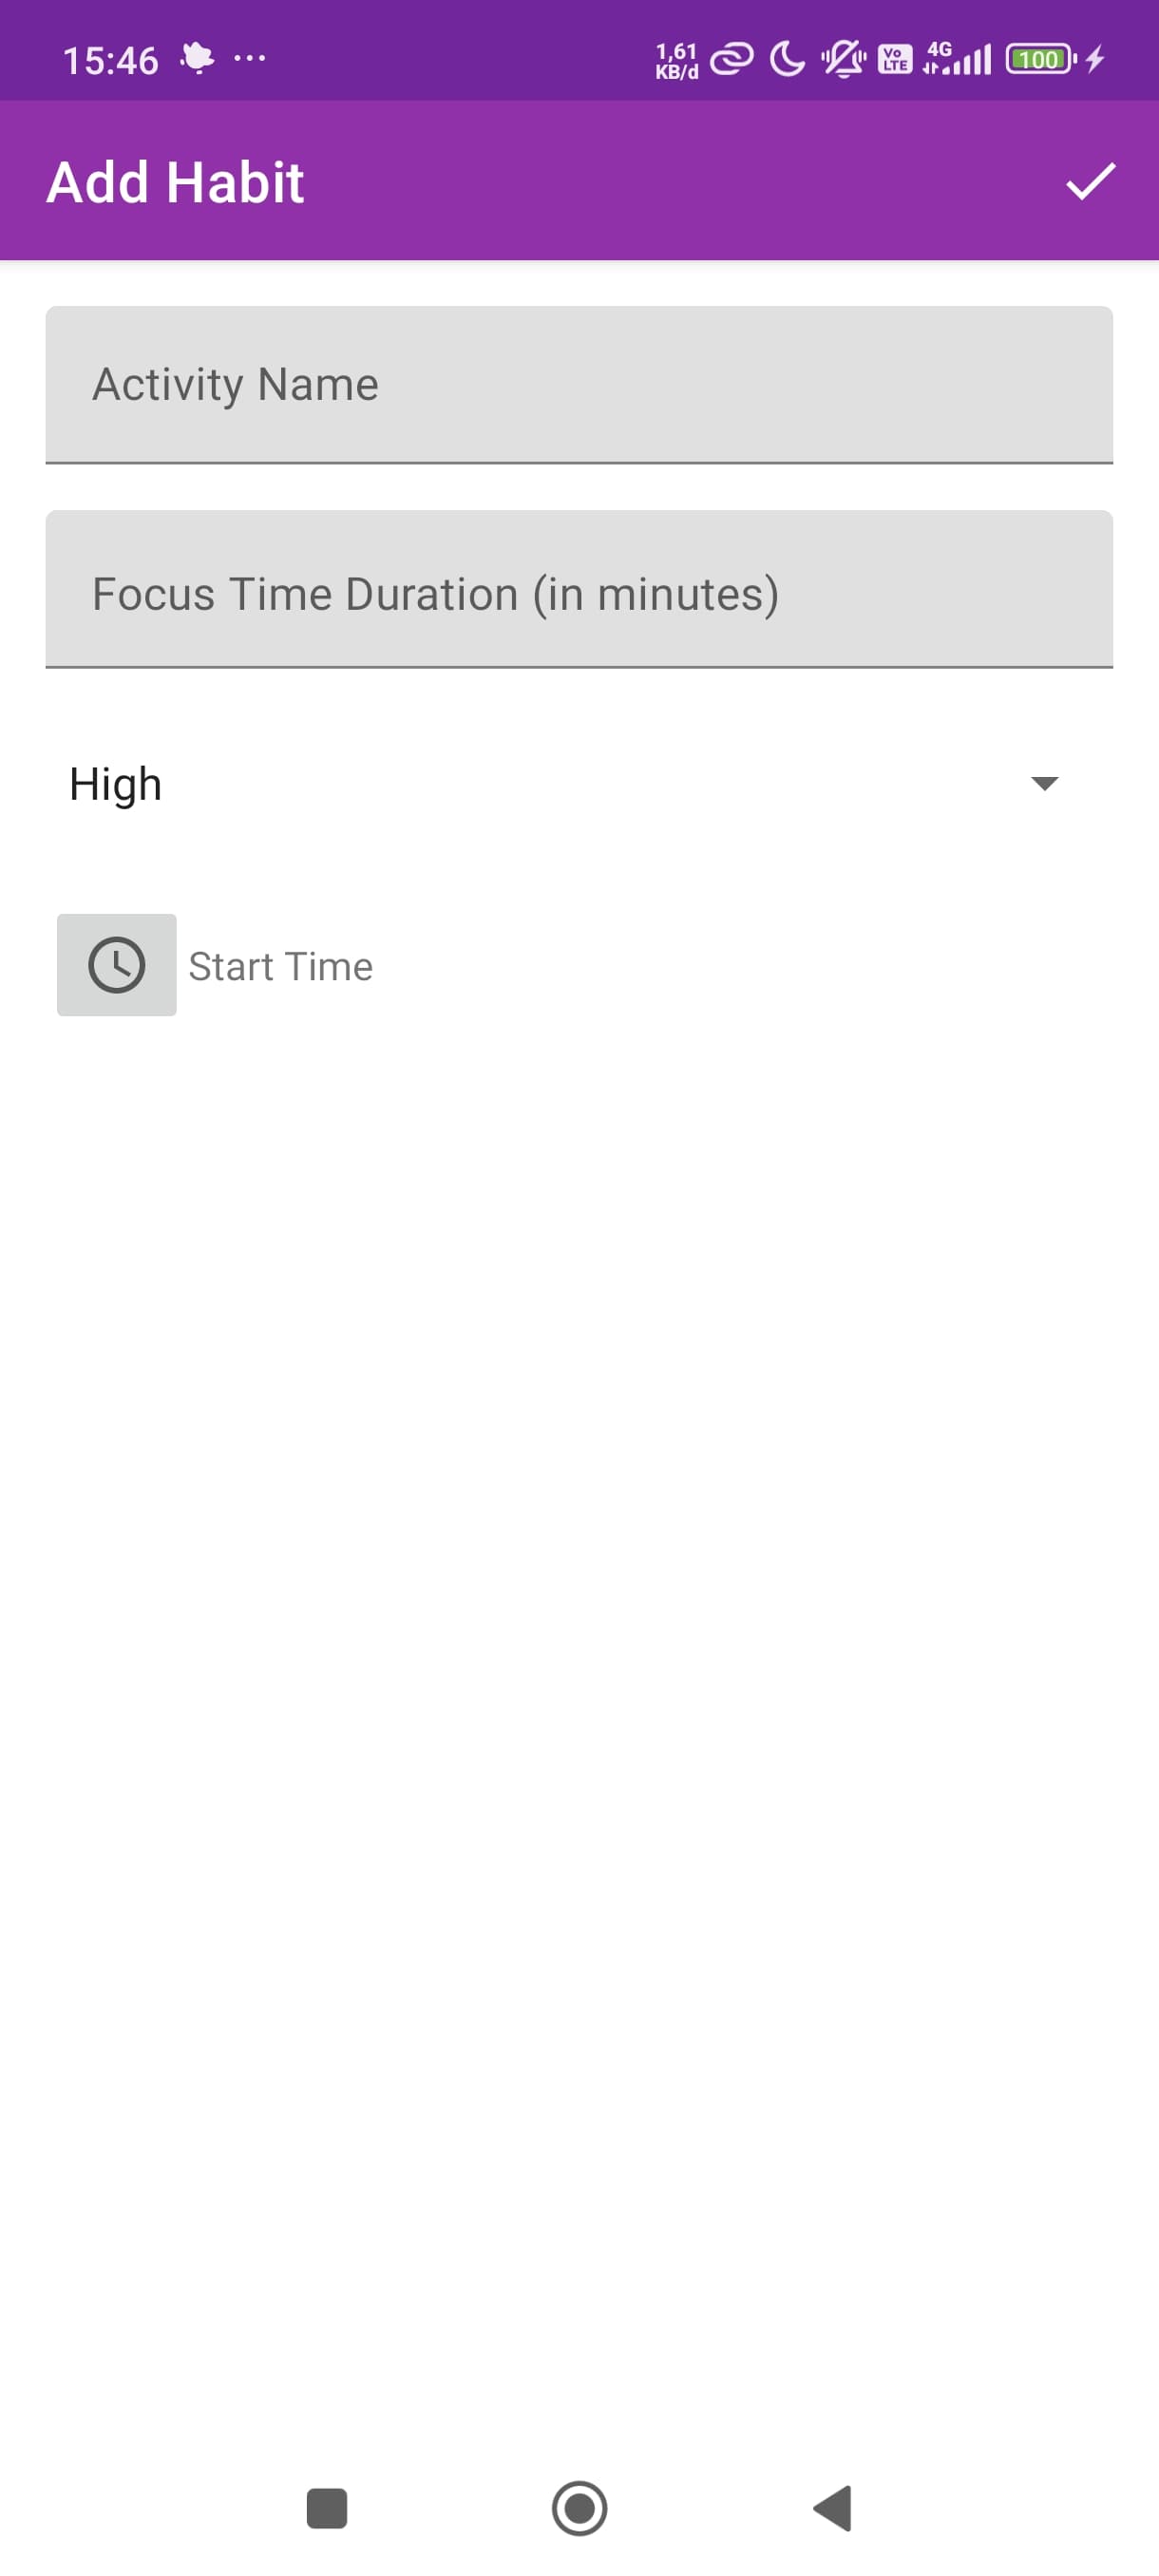 15:46 ...
1,61
KB/d
Vo
LTE
4G
100
Add Habit
Activity Name
Focus Time Duration (in minutes)
High
Start Time